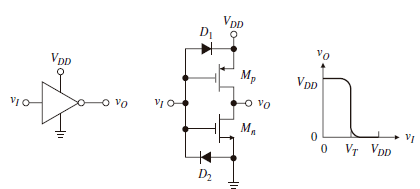 V_DD
v_I
v_O
D_1
V_DD
M_p
v_I
v_O
M_n
D_2
v_O
V_DD
0
0 V_T V_DD
v_I